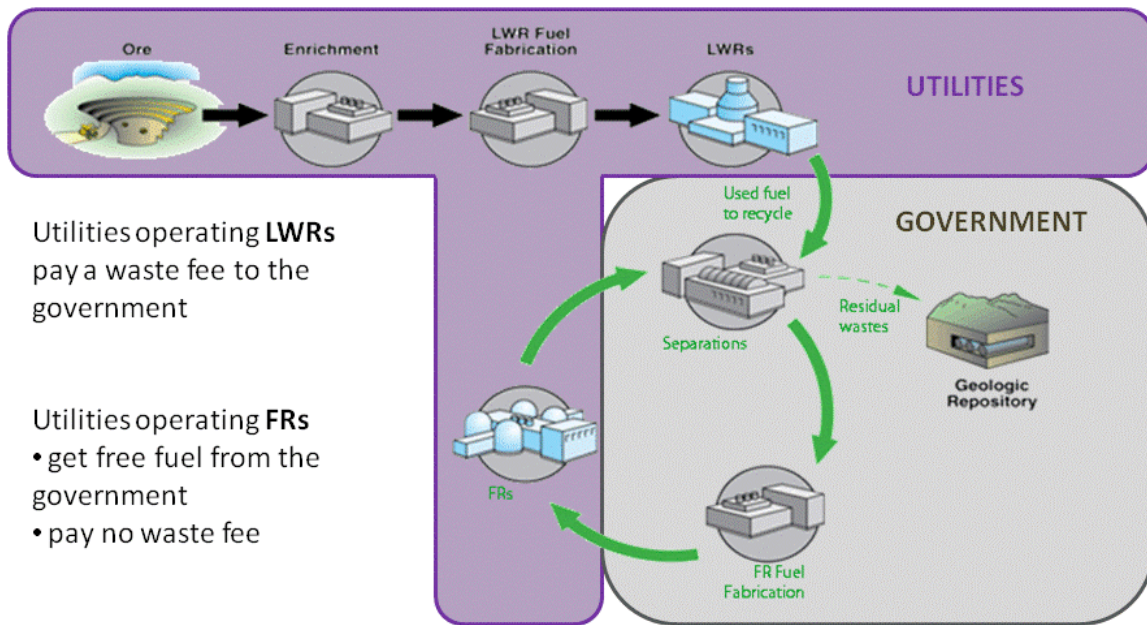 Ore
Enrichment
LWR Fuel
Fabrication
LWRs
UTILITIES
Used fuel
to recycle
GOVERNMENT
Utilities operating LWRs
pay a waste fee to the
government
Residual
wastes
Separations
Geologic
Repository
Utilities operating FRs
• get free fuel from the
government
• pay no waste fee
FRs
FR Fuel
Fabrication